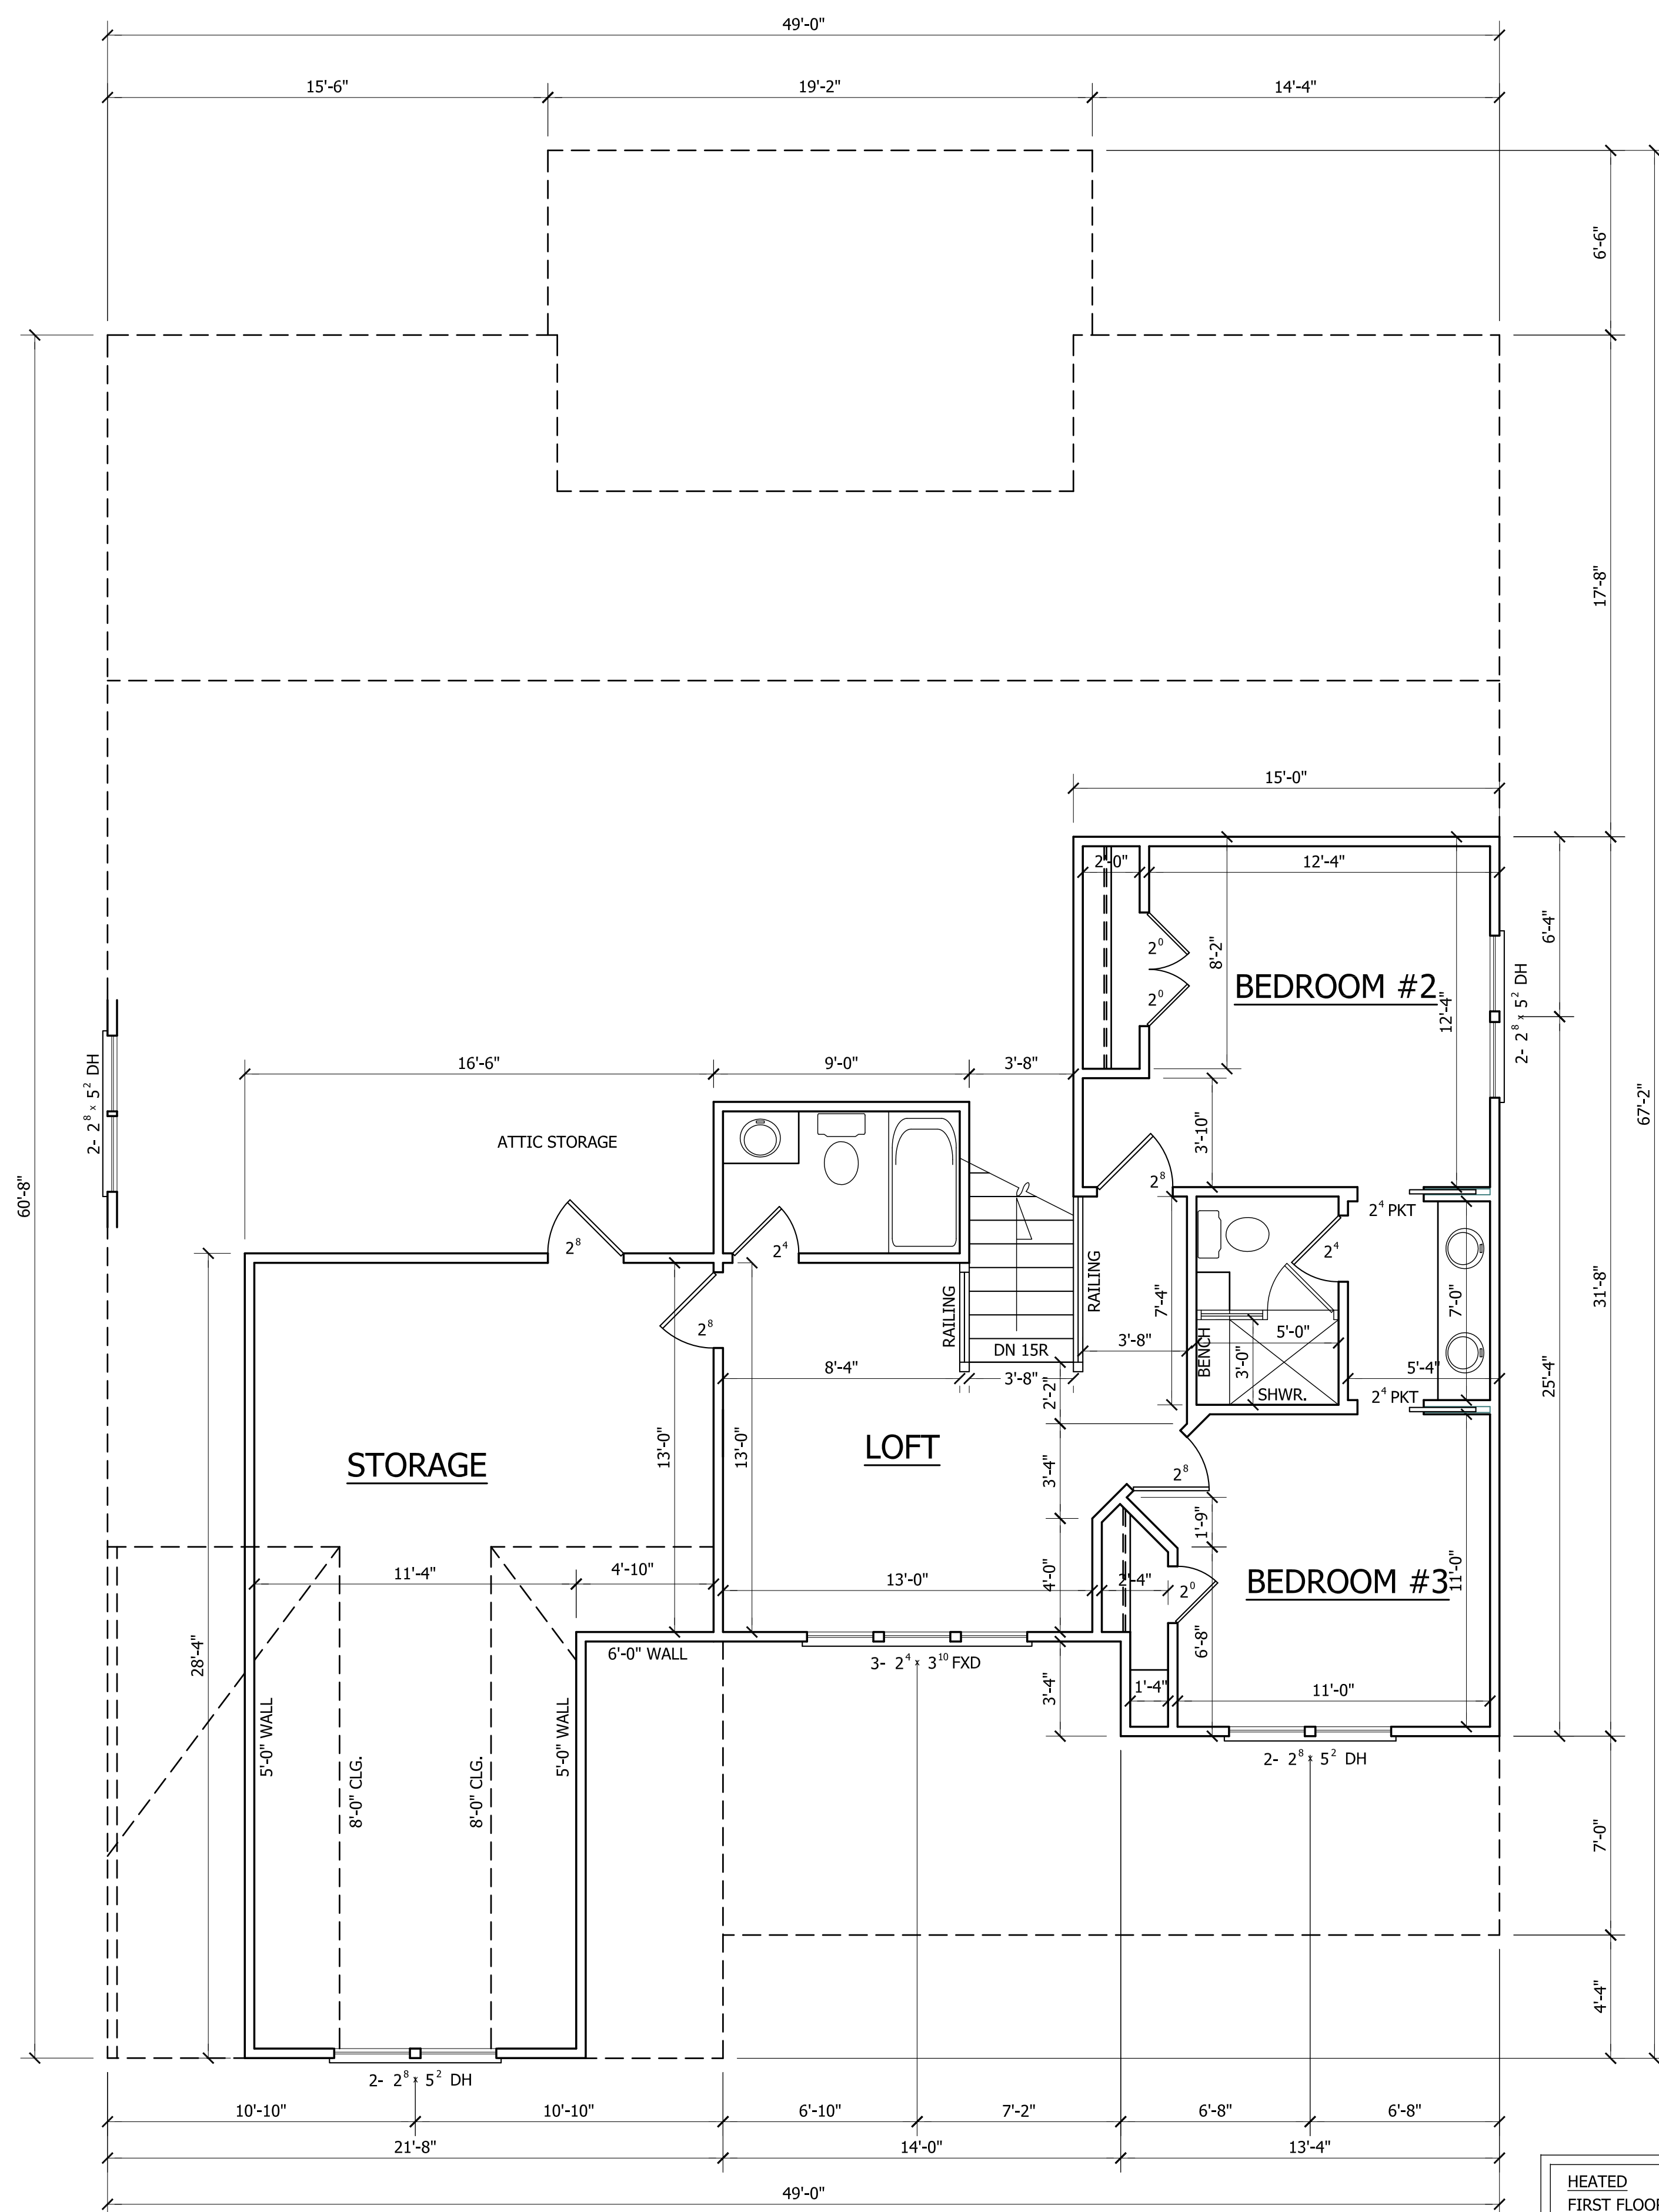 49'-0"
15'-6" 19'-2" 14'-4"
6'-6"
17'-8"
15'-0"
2'-0" 12'-4"
6'-4"
8'-2"
2⁰
BEDROOM #2
12'-4"
2- 2⁸ x 5² DH
2⁰
16'-6" 9'-0" 3'-8"
2- 2⁸ x 5² DH
67'-2"
ATTIC STORAGE
3'-10"
60'-8"
2⁸
2⁴ PKT
2⁸
2⁴
2⁴
RAILING
RAILING
7'-4"
7'-0"
31'-8"
2⁸
5'-0"
3'-8"
DN 15R
BENCH
3'-0"
8'-4"
3'-8"
5'-4"
25'-4"
2'-2"
SHWR.
2⁴ PKT
STORAGE
13'-0"
13'-0"
LOFT
3'-4"
2⁸
1'-9"
11'-4" 4'-10"
13'-0"
4'-0"
2'-4"
2⁰
BEDROOM #3
11'-0"
28'-4"
6'-0" WALL
6'-8"
3- 2⁴ x 3¹⁰ FXD
3'-4"
1'-4"
11'-0"
5'-0" WALL
5'-0" WALL
2- 2⁸ x 5² DH
8'-0" CLG.
8'-0" CLG.
7'-0"
4'-4"
2- 2⁸ x 5² DH
10'-10" 10'-10" 6'-10" 7'-2" 6'-8" 6'-8"
21'-8" 14'-0" 13'-4"
49'-0"
HEATED
FIRST FLOOR